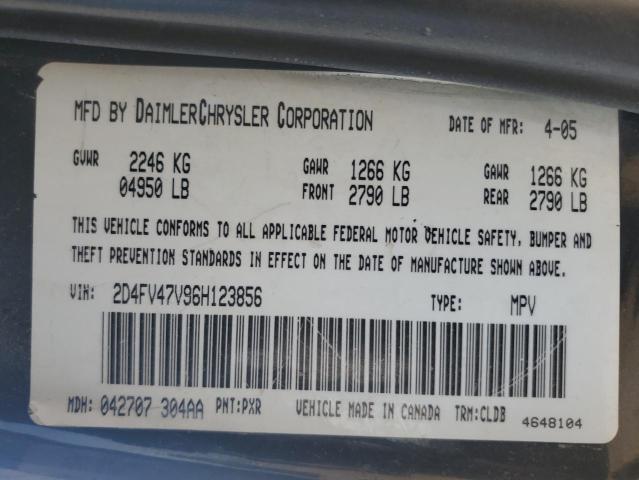 MFD BY DAIMLERCHRYSLER CORPORATION DATE OF MFR: 4-05
GVWR 2246 KG GAWR 1266 KG GAWR 1266 KG
04950 LB FRONT 2790 LB REAR 2790 LB
THIS VEHICLE CONFORMS TO ALL APPLICABLE FEDERAL MOTOR VEHICLE SAFETY, BUMPER AND
THEFT PREVENTION STANDARDS IN EFFECT ON THE DATE OF MANUFACTURE SHOWN ABOVE.
VIN: 2D4FV47V96H123856 TYPE: MPV
MDH: 042707 304AA PNT:PXR VEHICLE MADE IN CANADA TRM:CLDB 4648104